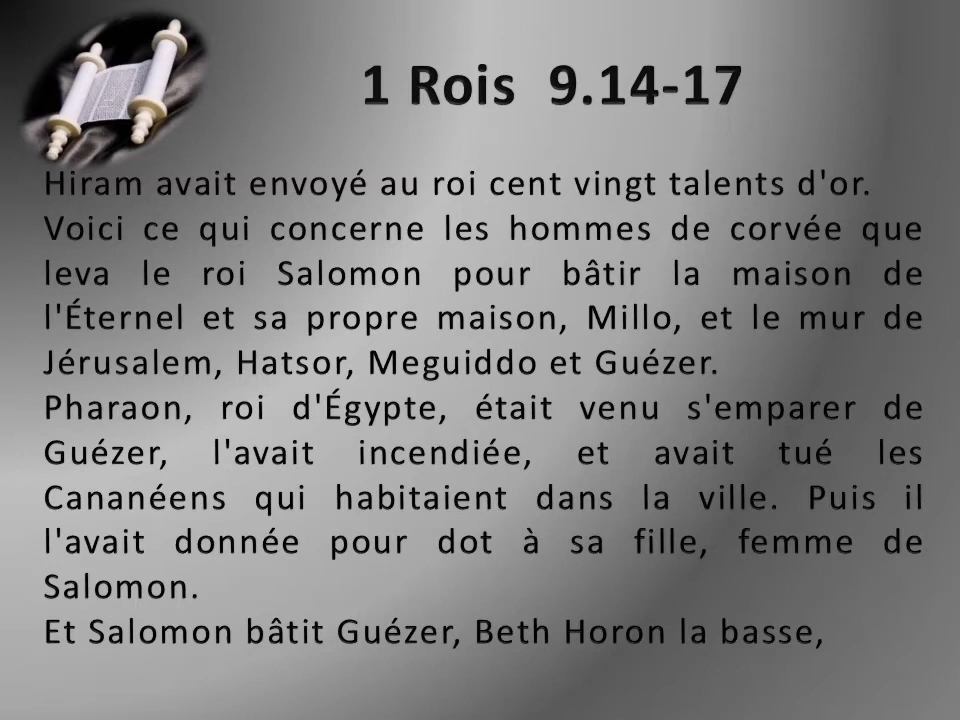 1 Rois 9.14-17
Hiram avait envoyé au roi cent vingt talents d'or.
Voici ce qui concerne les hommes de corvée que
leva le roi Salomon pour bâtir la maison de
l'Éternel et sa propre maison, Millo, et le mur de
Jérusalem, Hatsor, Meguiddo et Guézer.
Pharaon, roi d'Égypte, était venu s'emparer de
Guézer, l'avait incendiée, et avait tué les
Cananéens qui habitaient dans la ville. Puis il
l'avait donnée pour dot à sa fille, femme de
Salomon.
Et Salomon bâtit Guézer, Beth Horon la basse,